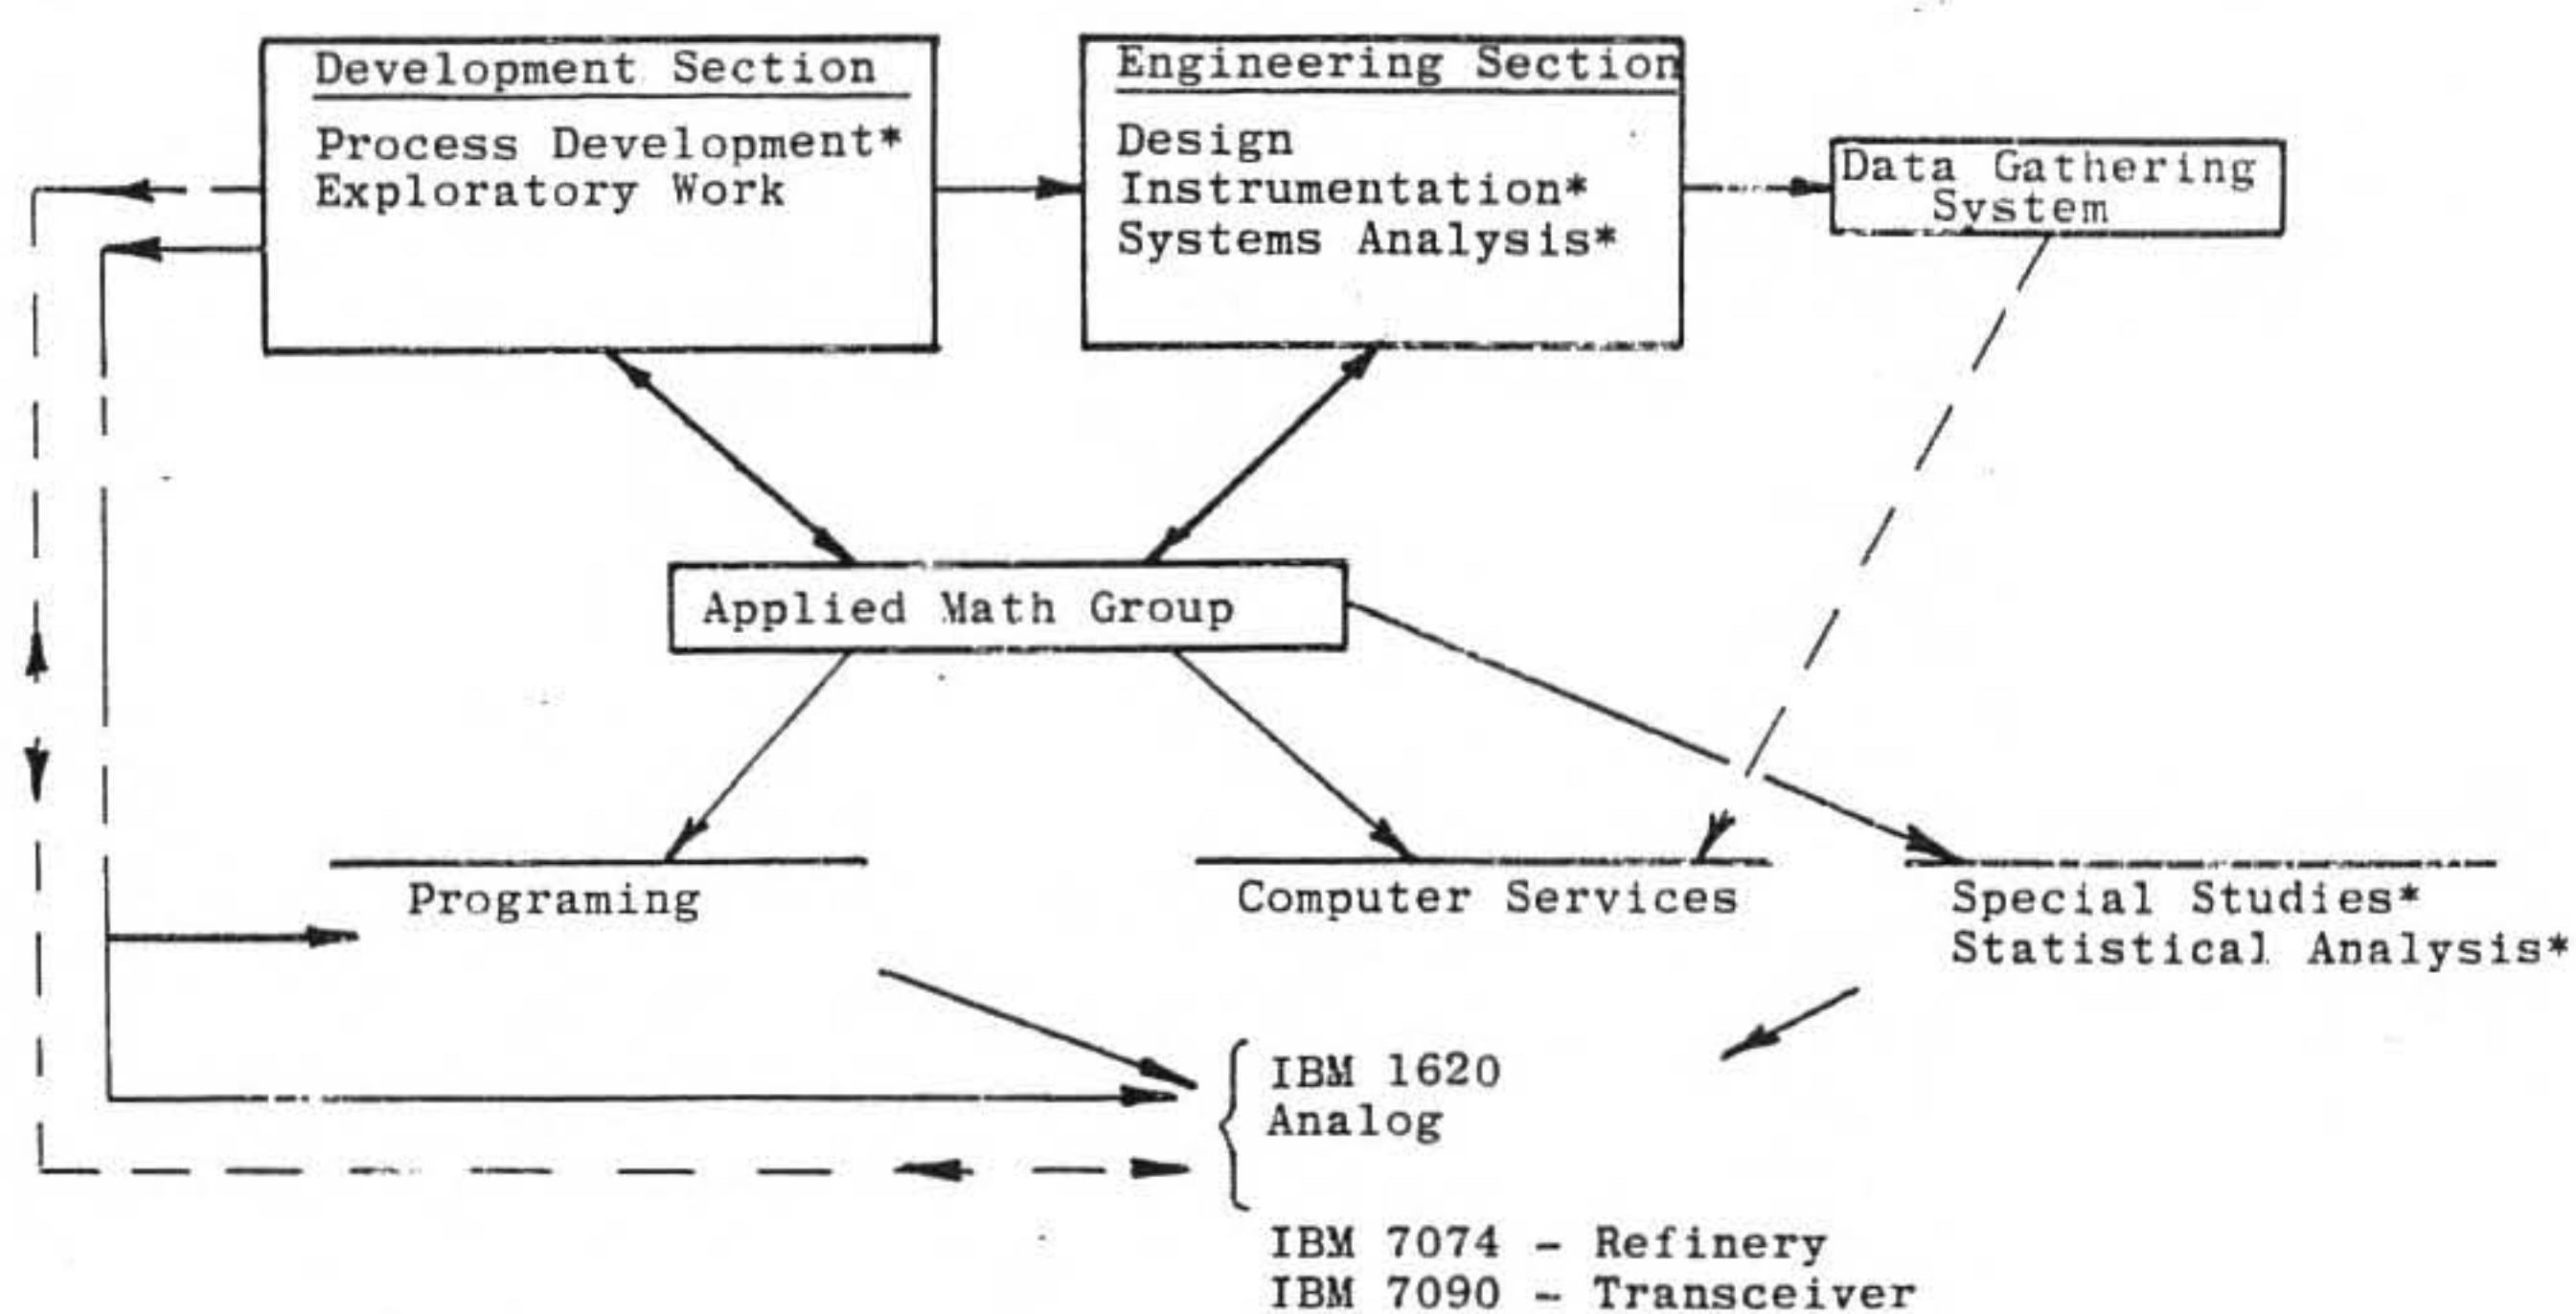 Development Section
Process Development*
Exploratory Work
Engineering Section
Design
Instrumentation*
Systems Analysis*
Data Gathering
System
Applied Math Group
Programing
Computer Services
Special Studies*
Statistical Analysis*
IBM 1620
Analog
IBM 7074 - Refinery
IBM 7090 - Transceiver